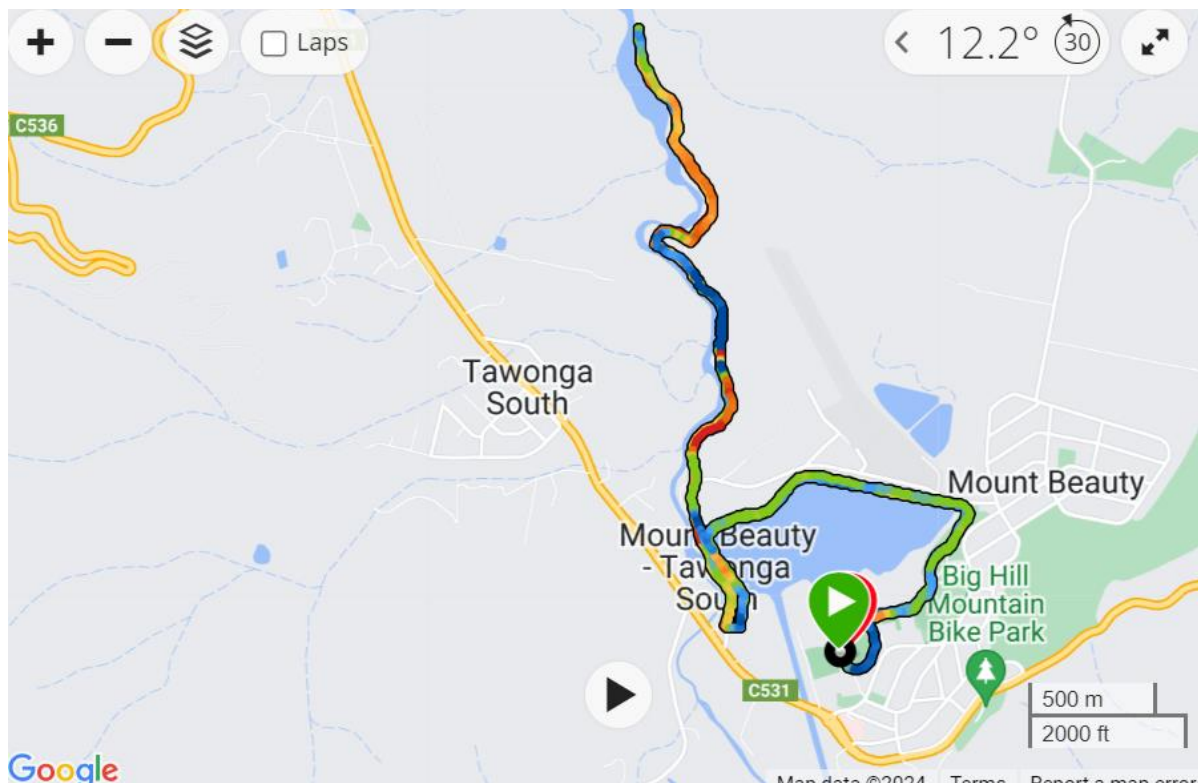 +
−
Laps
12.2°
30
C536
Tawonga
South
Mount Beauty
Mount Beauty
- Tawonga
South
Big Hill
Mountain
Bike Park
C531
500 m
2000 ft
Google
Map data ©2024
Terms
Report a map error